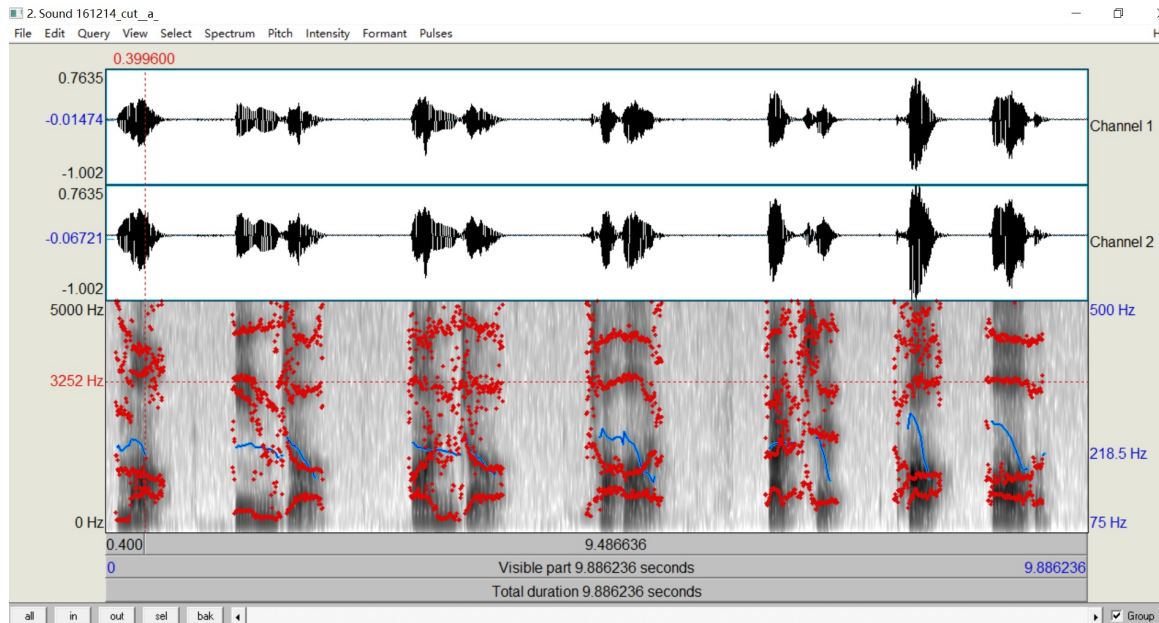 2. Sound 161214_cut__a_
File Edit Query View Select Spectrum Pitch Intensity Formant Pulses
0.399600
0.7635
-0.01474
Channel 1
-1.002
0.7635
-0.06721
Channel 2
-1.002
5000 Hz 500 Hz
3252 Hz
218.5 Hz
0 Hz 75 Hz
0.400 9.486636
0 Visible part 9.886236 seconds 9.886236
Total duration 9.886236 seconds
all in out sel bak Group